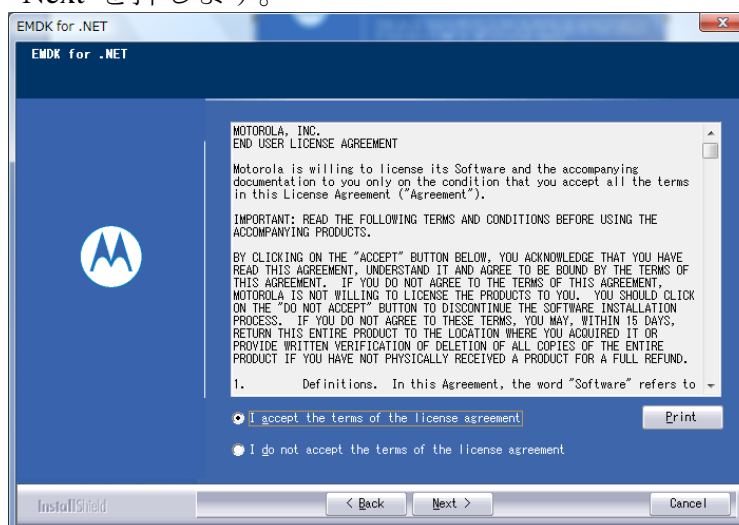 Next を押します。
EMDK for .NET
EMDK for .NET
MOTOROLA, INC.
END USER LICENSE AGREEMENT
Motorola is willing to license its Software and the accompanying
documentation to you only on the condition that you accept all the terms
in this License Agreement ("Agreement").
IMPORTANT: READ THE FOLLOWING TERMS AND CONDITIONS BEFORE USING THE
ACCOMPANYING PRODUCTS.
BY CLICKING ON THE "ACCEPT" BUTTON BELOW, YOU ACKNOWLEDGE THAT YOU HAVE
READ THIS AGREEMENT, UNDERSTAND IT AND AGREE TO BE BOUND BY THE TERMS OF
THIS AGREEMENT. IF YOU DO NOT AGREE TO THE TERMS OF THIS AGREEMENT,
MOTOROLA IS NOT WILLING TO LICENSE THE PRODUCTS TO YOU. YOU SHOULD CLICK
ON THE "DO NOT ACCEPT" BUTTON TO DISCONTINUE THE SOFTWARE INSTALLATION
PROCESS. IF YOU DO NOT AGREE TO THESE TERMS, YOU MAY, WITHIN 15 DAYS,
RETURN THIS ENTIRE PRODUCT TO THE LOCATION WHERE YOU ACQUIRED IT OR
PROVIDE WRITTEN VERIFICATION OF DELETION OF ALL COPIES OF THE ENTIRE
PRODUCT IF YOU HAVE NOT PHYSICALLY RECEIVED A PRODUCT FOR A FULL REFUND.
1. Definitions. In this Agreement, the word "Software" refers to
I accept the terms of the license agreement
Print
I do not accept the terms of the license agreement
InstallShield
< Back
Next >
Cancel